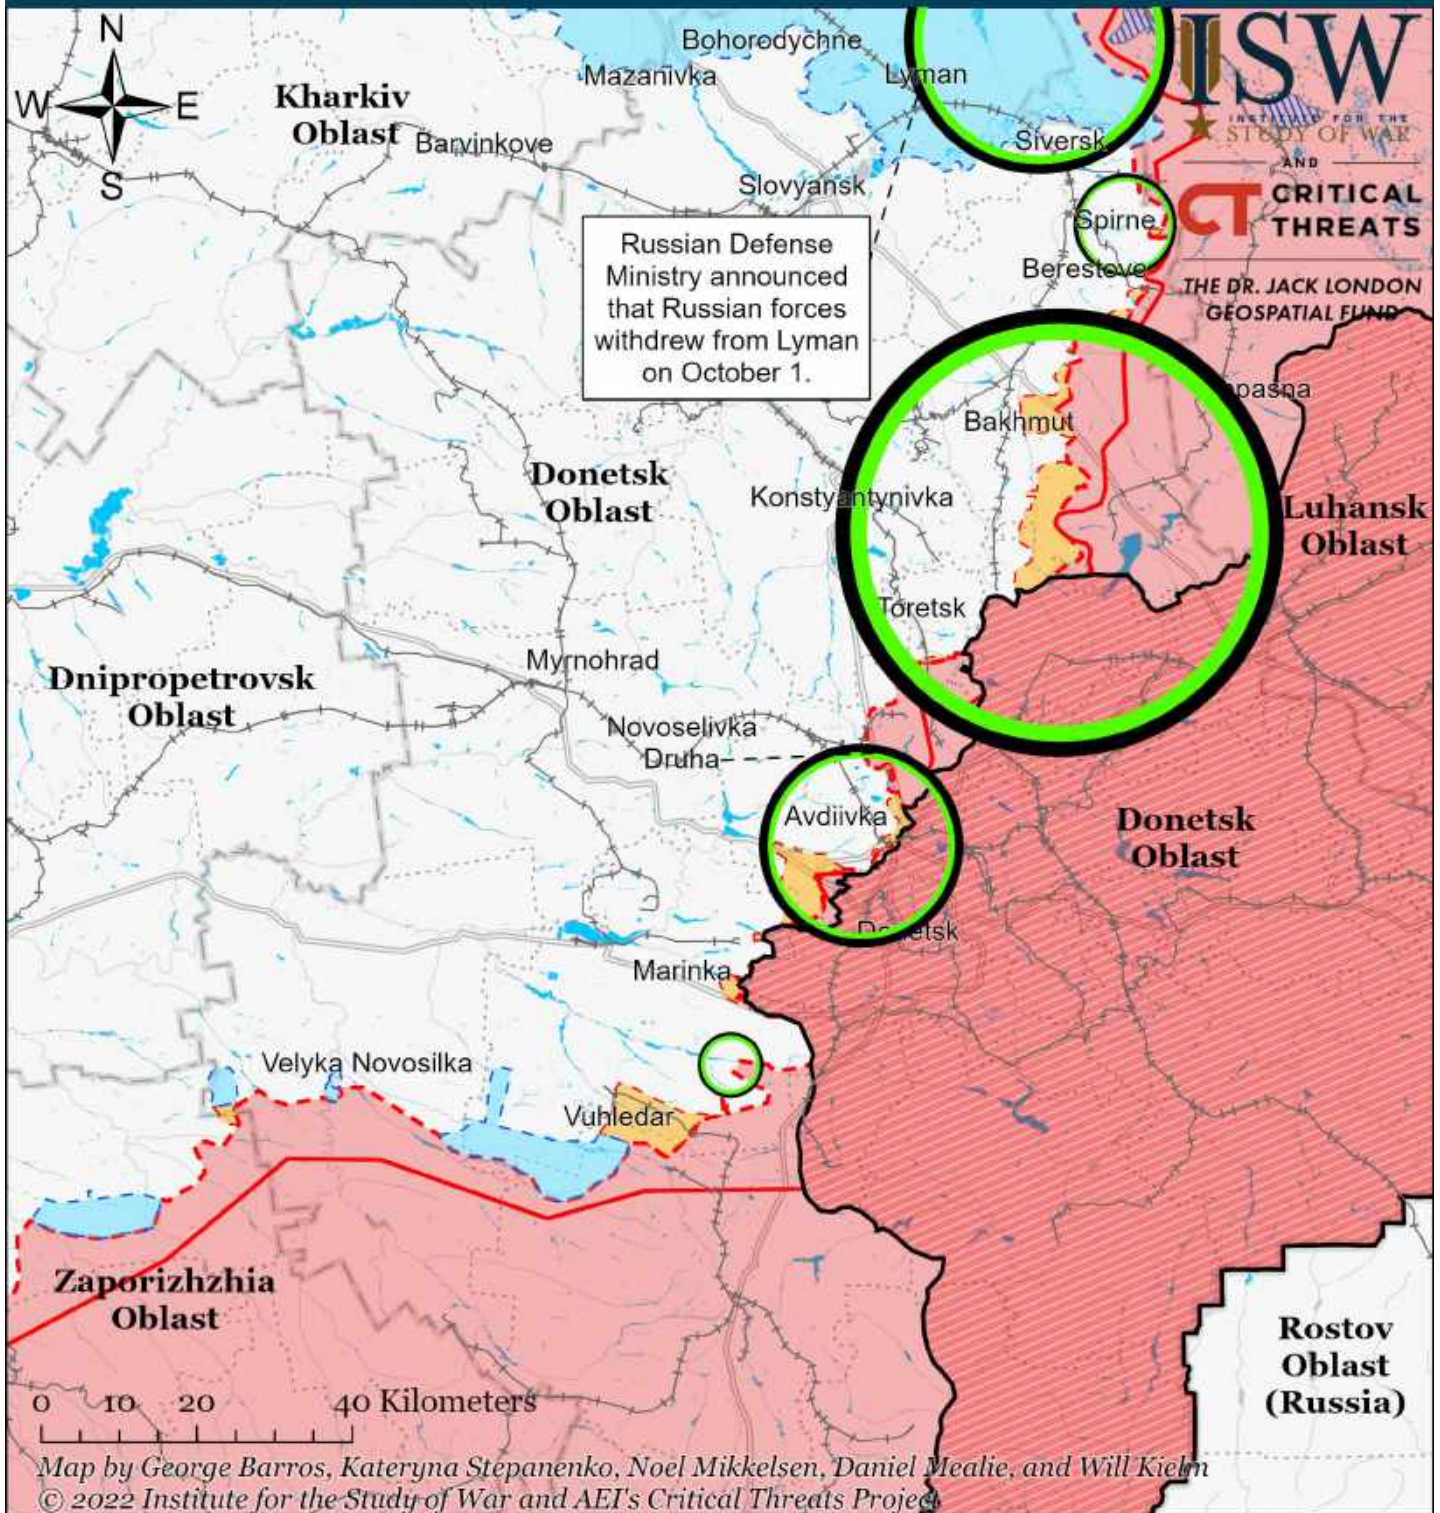 N
W
E
S
Kharkiv
Oblast
Bohorodychne
Mazanivka
Lyman
Barvinkove
Siversk
Slovyansk
ISW
INSTITUTE FOR THE
STUDY OF WAR
AND
CT CRITICAL
THREATS
THE DR. JACK LONDON
GEOSPATIAL FUND
Spirne
Berestove
Russian Defense
Ministry announced
that Russian forces
withdrew from Lyman
on October 1.
Bakhmut
Donetsk
Oblast
Konstyantynivka
Luhansk
Oblast
Toretsk
Myrnohrad
Dnipropetrovsk
Oblast
Novoselivka
Druha
Avdiivka
Donetsk
Oblast
Donetsk
Marinka
Velyka Novosilka
Vuhledar
Zaporizhzhia
Oblast
Rostov
Oblast
(Russia)
0 10 20 40 Kilometers
Map by George Barros, Kateryna Stepanenko, Noel Mikkelsen, Daniel Mealie, and Will Kielm
© 2022 Institute for the Study of War and AEI's Critical Threats Project